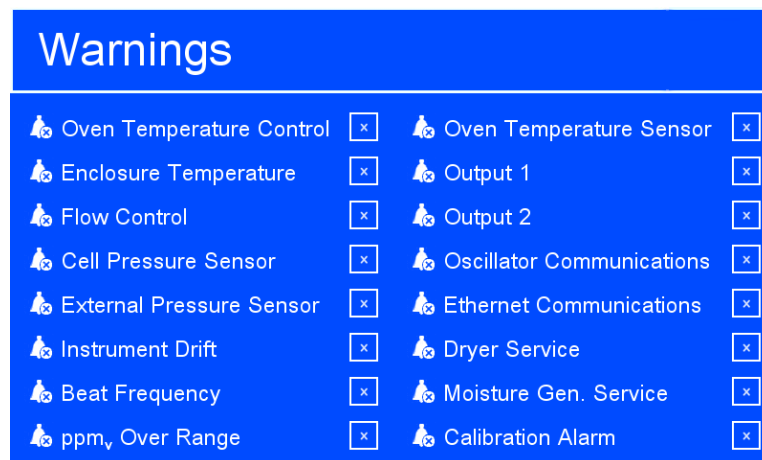 Warnings
Oven Temperature Control
Oven Temperature Sensor
Enclosure Temperature
Output 1
Flow Control
Output 2
Cell Pressure Sensor
Oscillator Communications
External Pressure Sensor
Ethernet Communications
Instrument Drift
Dryer Service
Beat Frequency
Moisture Gen. Service
ppmᵥ Over Range
Calibration Alarm